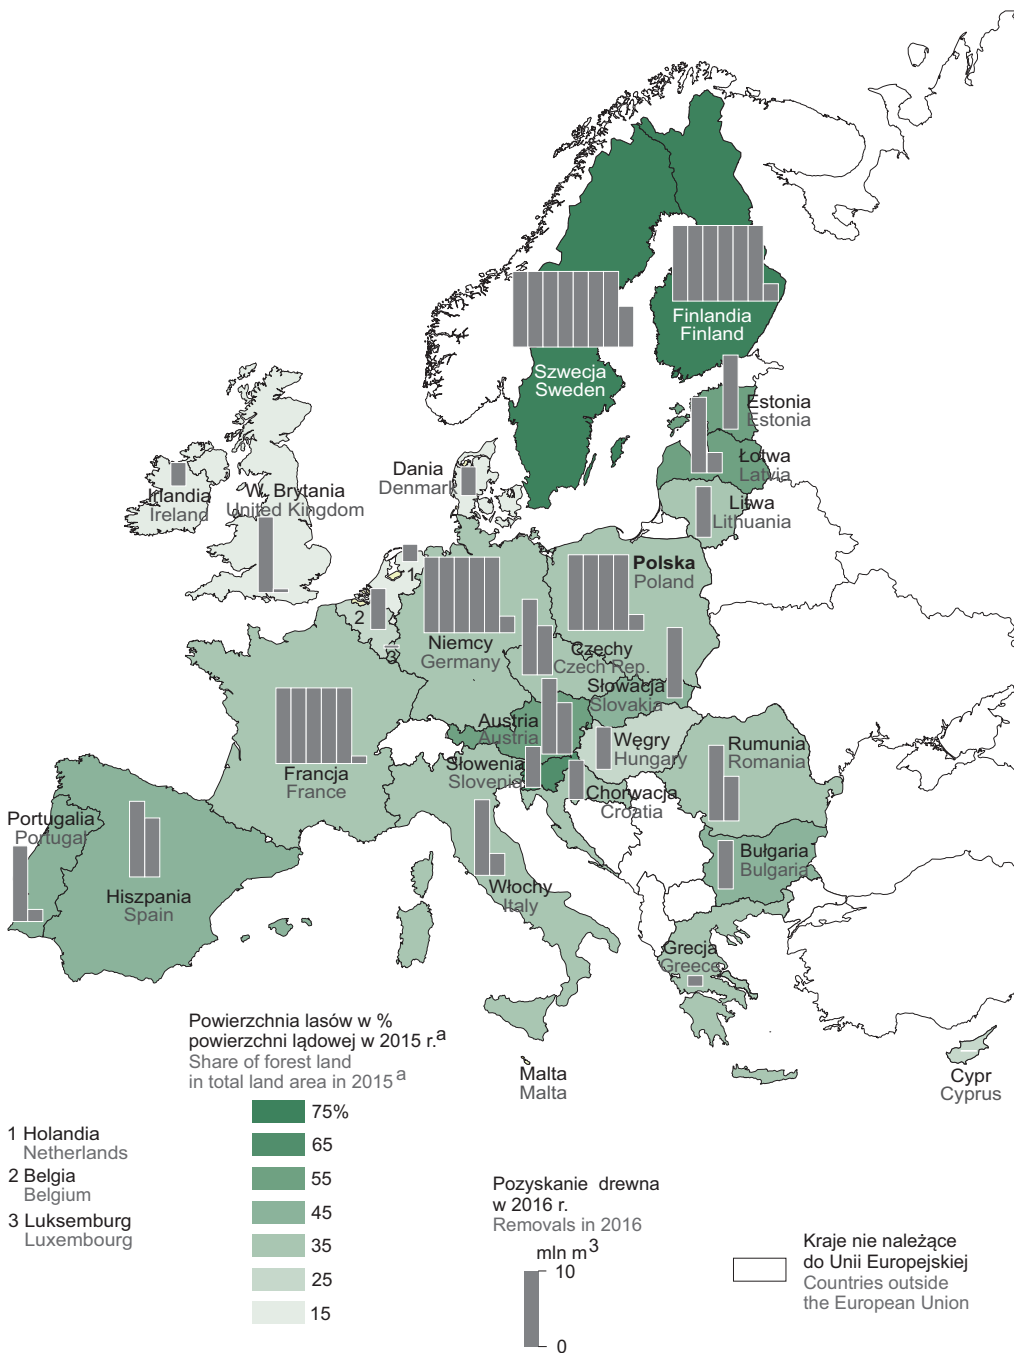 Finlandia
Finland
Szwecja
Sweden
Estonia
Estonia
Łotwa
Latvia
Litwa
Lithuania
Dania
Denmark
Irlandia
Ireland
W. Brytania
United Kingdom
1
2
3
Polska
Poland
Niemcy
Germany
Czechy
Czech Rep.
Słowacja
Slovakia
Austria
Austria
Węgry
Hungary
Słowenia
Slovenia
Chorwacja
Croatia
Rumunia
Romania
Francja
France
Portugalia
Portugal
Hiszpania
Spain
Włochy
Italy
Bułgaria
Bulgaria
Grecja
Greece
Malta
Malta
Cypr
Cyprus
Powierzchnia lasów w %
powierzchni lądowej w 2015 r.a
Share of forest land
in total land area in 2015 a
75%
65
55
45
35
25
15
1 Holandia
Netherlands
2 Belgia
Belgium
3 Luksemburg
Luxembourg
Pozyskanie drewna
w 2016 r.
Removals in 2016
mln m3
10
0
Kraje nie należące
do Unii Europejskiej
Countries outside
the European Union